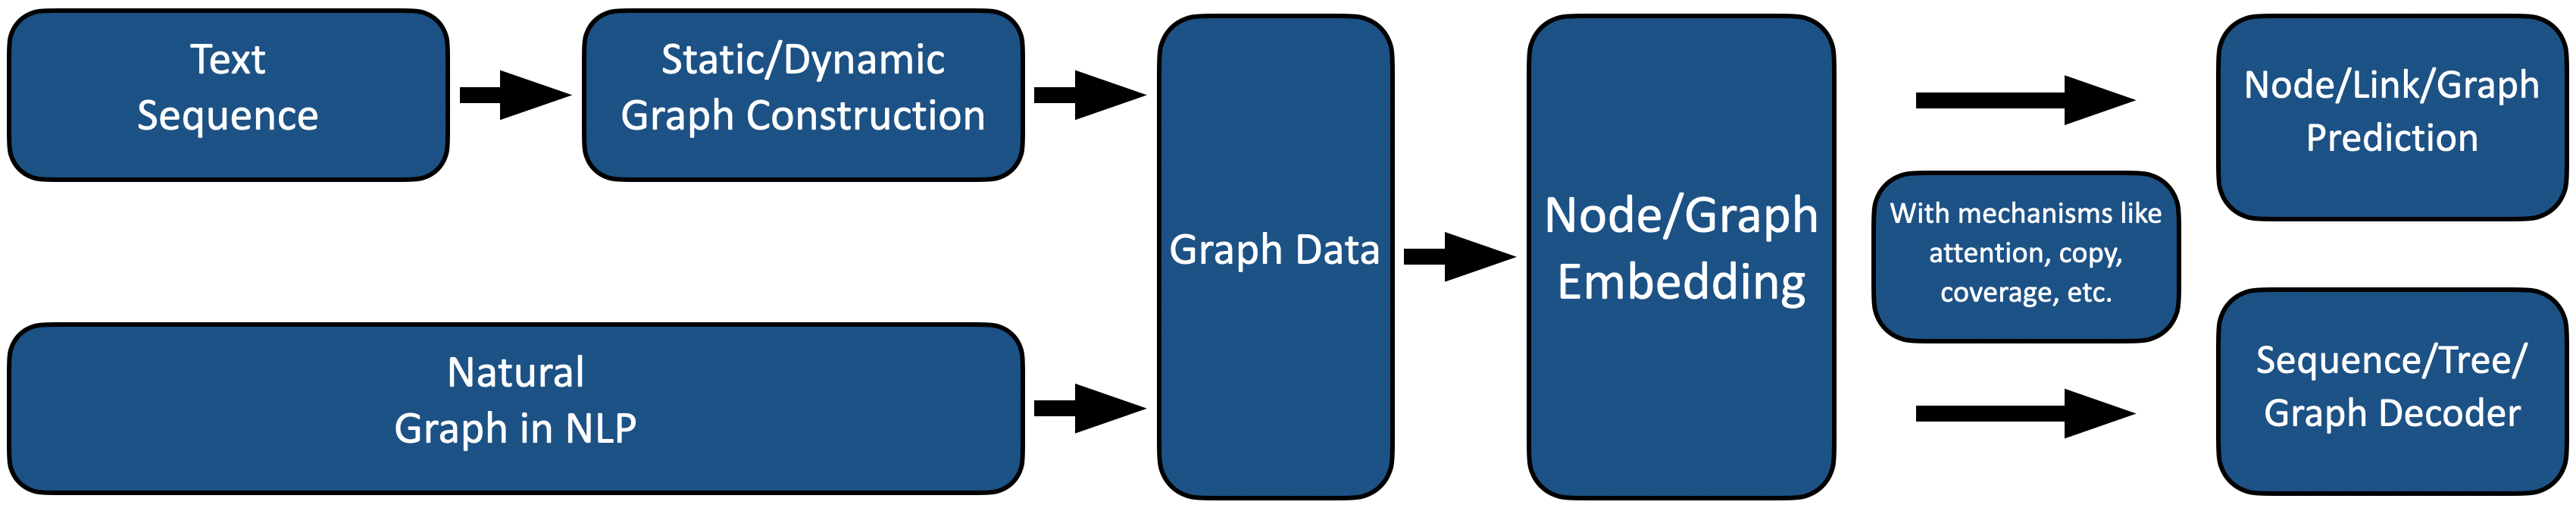 Text
Sequence
Static/Dynamic
Graph Construction
Natural
Graph in NLP
Graph Data
Node/Graph
Embedding
With mechanisms like
attention, copy,
coverage, etc.
Node/Link/Graph
Prediction
Sequence/Tree/
Graph Decoder